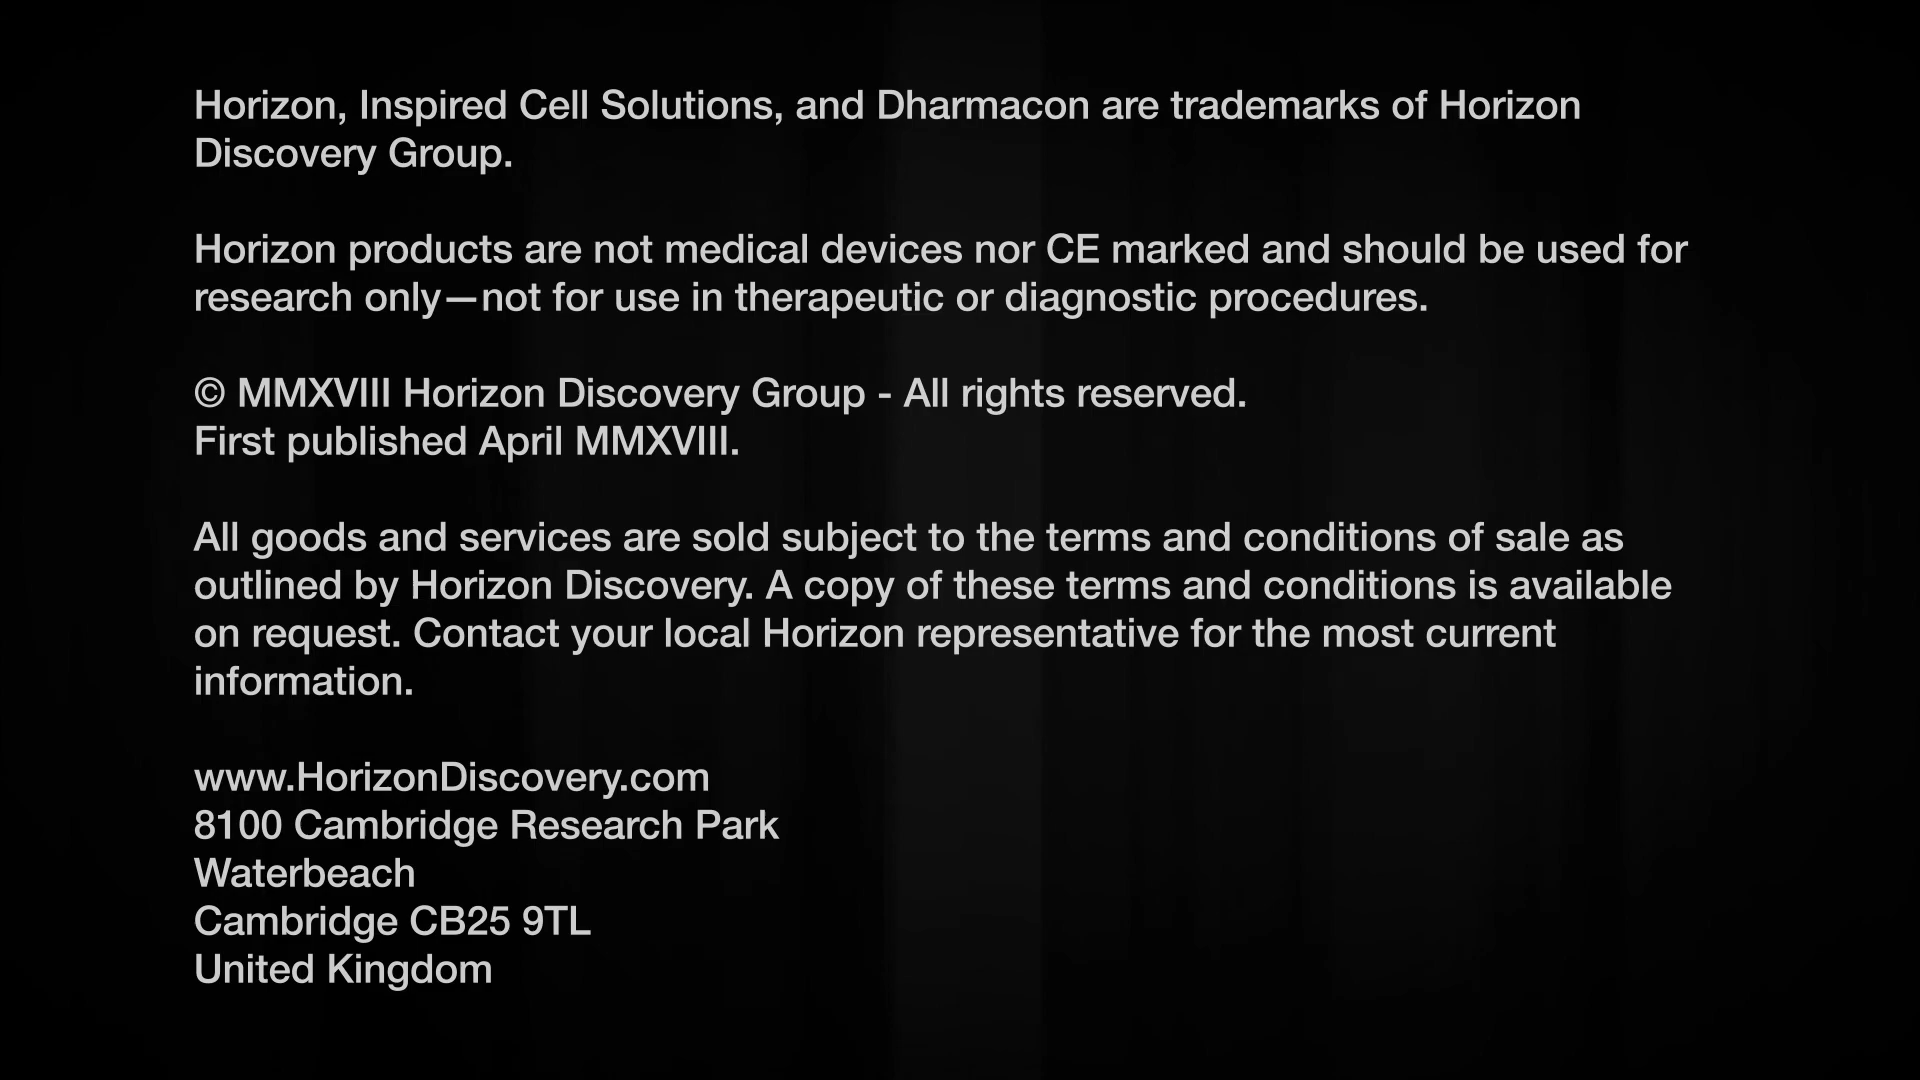 Horizon, Inspired Cell Solutions, and Dharmacon are trademarks of Horizon
Discovery Group.
Horizon products are not medical devices nor CE marked and should be used for
research only—not for use in therapeutic or diagnostic procedures.
© MMXVIII Horizon Discovery Group - All rights reserved.
First published April MMXVIII.
All goods and services are sold subject to the terms and conditions of sale as
outlined by Horizon Discovery. A copy of these terms and conditions is available
on request. Contact your local Horizon representative for the most current
information.
www.HorizonDiscovery.com
8100 Cambridge Research Park
Waterbeach
Cambridge CB25 9TL
United Kingdom